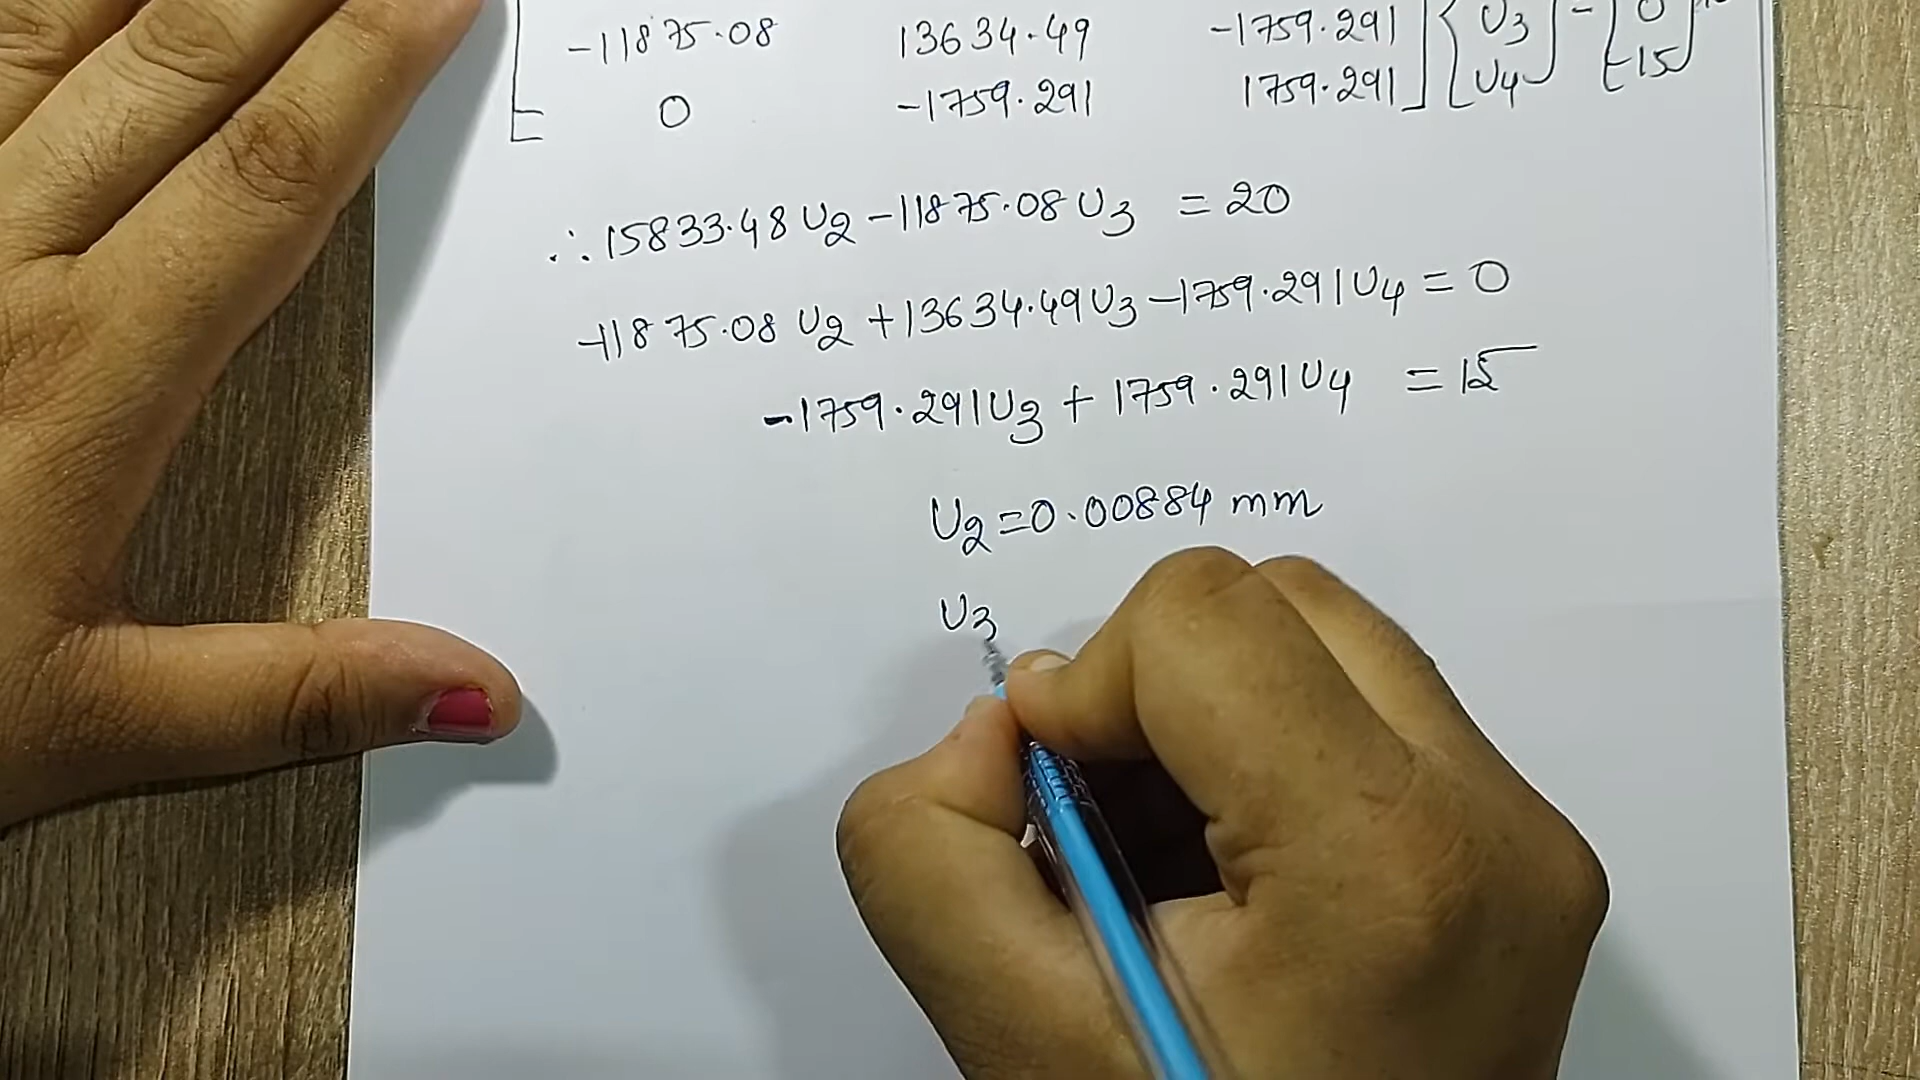 -11875.08 13634.49 -1759.291 U3 = 0
0 -1759.291 1759.291 U4 15
∴ 15833.48 U2 - 11875.08 U3 = 20
-11875.08 U2 + 13634.49 U3 - 1759.291 U4 = 0
-1759.291 U3 + 1759.291 U4 = 15
U2 = 0.00884 mm
U3